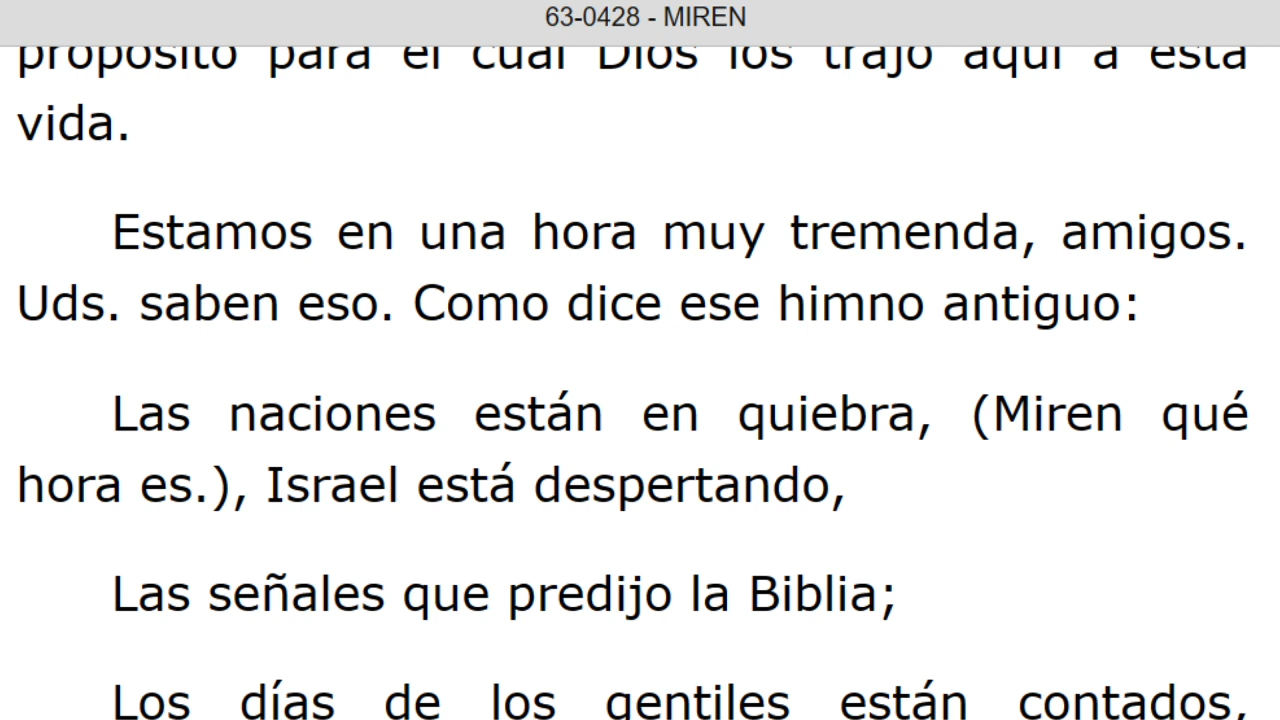 63-0428 - MIREN
propósito para el cual Dios los trajo aquí a esta
vida.
Estamos en una hora muy tremenda, amigos.
Uds. saben eso. Como dice ese himno antiguo:
Las naciones están en quiebra, (Miren qué
hora es.), Israel está despertando,
Las señales que predijo la Biblia;
Los días de los gentiles están contados,